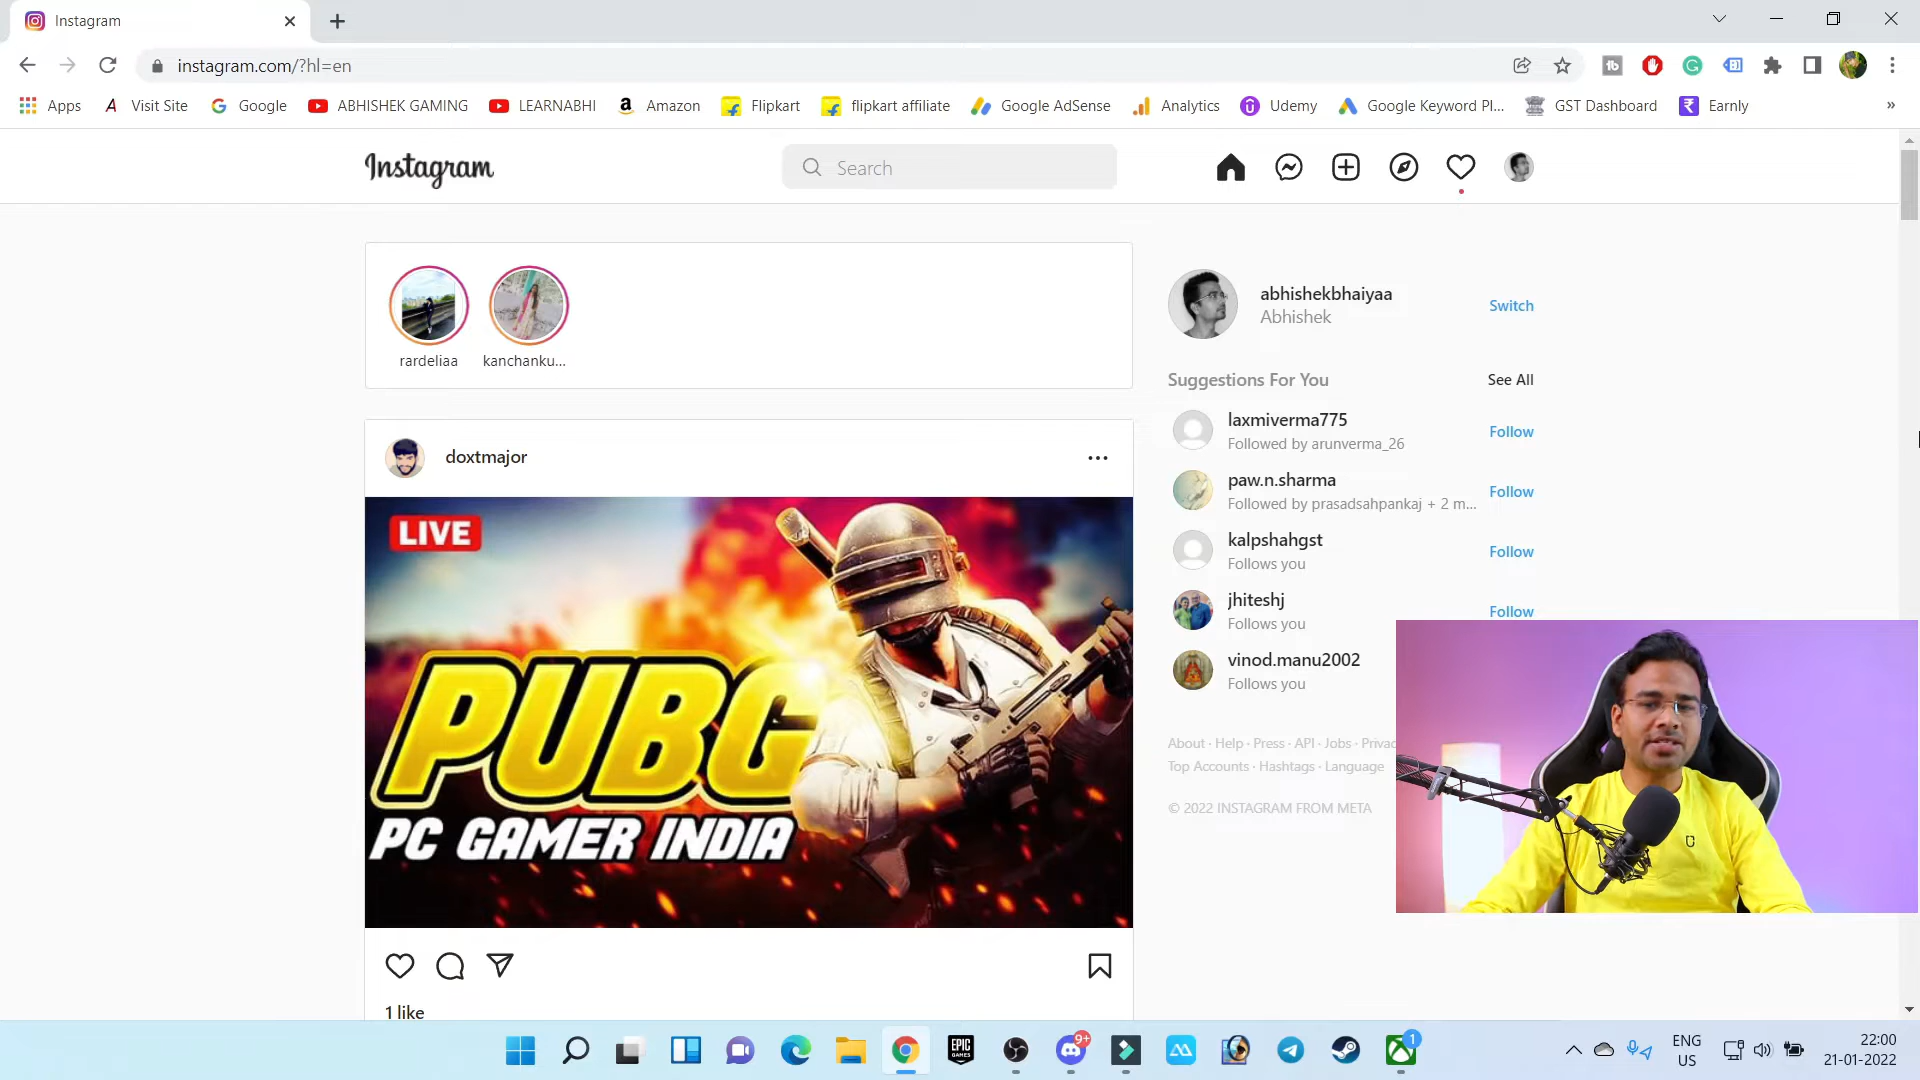 Instagram
instagram.com/?hl=en
Apps
Visit Site
Google
ABHISHEK GAMING
LEARNABHI
Amazon
Flipkart
flipkart affiliate
Google AdSense
Analytics
Udemy
Google Keyword Pl...
GST Dashboard
Earnly
»
Instagram
Search
rardeliaa
kanchanku...
abhishekbhaiyaa
Abhishek
Switch
Suggestions For You
See All
laxmiverma775
Followed by arunverma_26
Follow
paw.n.sharma
Followed by prasadsahpankaj + 2 m...
Follow
kalpshahgst
Follows you
Follow
jhiteshj
Follows you
Follow
vinod.manu2002
Follows you
About · Help · Press · API · Jobs · Privac
Top Accounts · Hashtags · Language
© 2022 INSTAGRAM FROM META
doxtmajor
LIVE
PUBG
PC GAMER INDIA
1 like
EPIC
GAMES
9+
1
ENG
US
22:00
21-01-2022